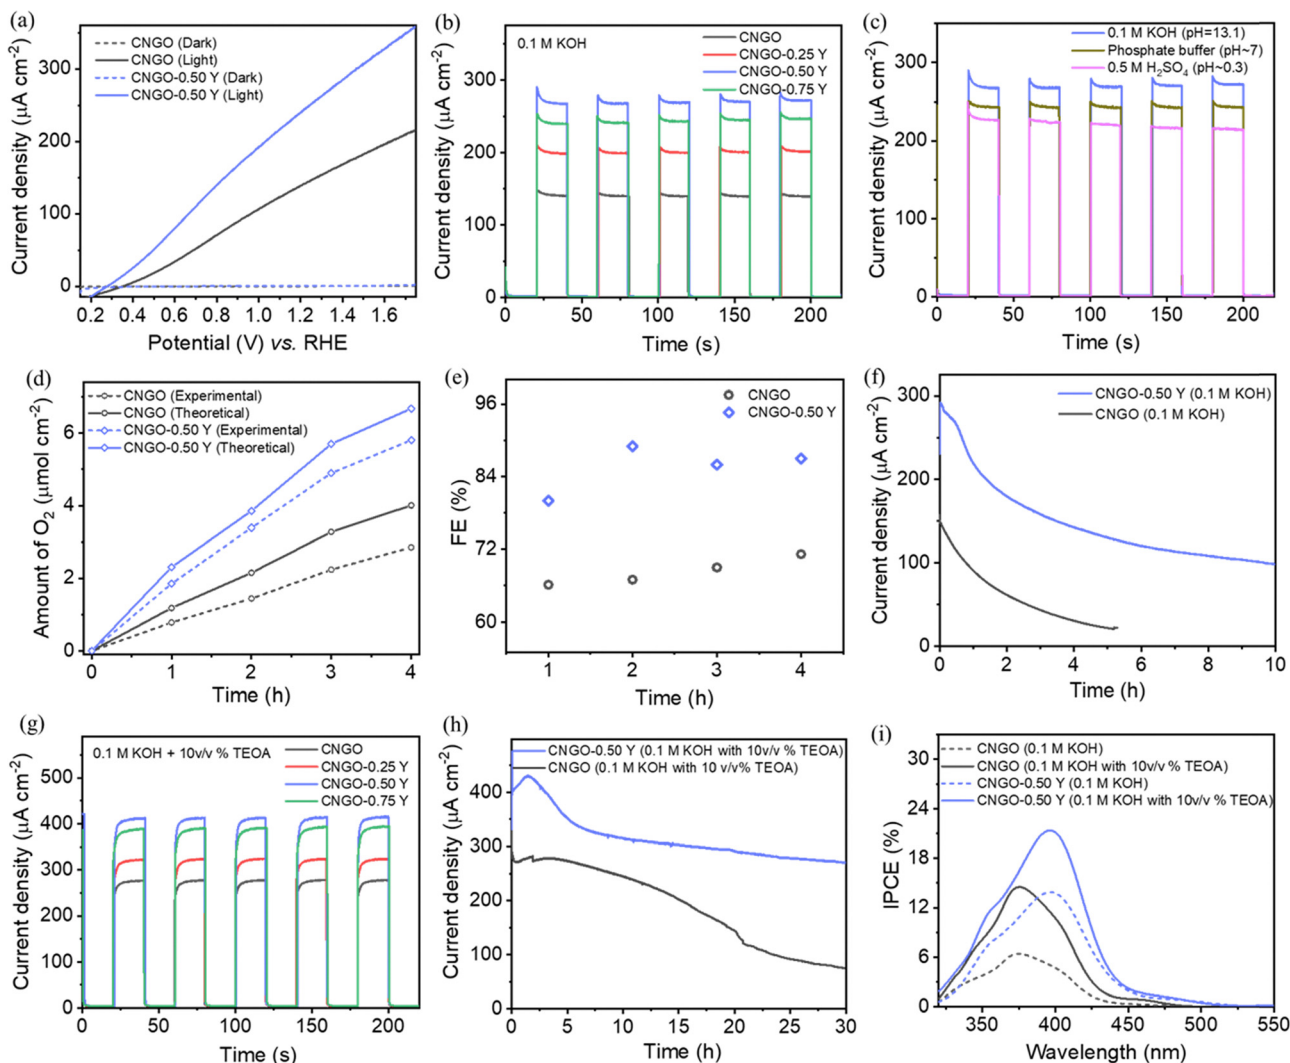 (a)
CNGO (Dark)
CNGO (Light)
CNGO-0.50 Y (Dark)
CNGO-0.50 Y (Light)
Current density (µA cm⁻²)
300
200
100
0
0.2 0.4 0.6 0.8 1.0 1.2 1.4 1.6
Potential (V) vs. RHE
(b)
0.1 M KOH
CNGO
CNGO-0.25 Y
CNGO-0.50 Y
CNGO-0.75 Y
Current density (µA cm⁻²)
300
200
100
0
0 50 100 150 200
Time (s)
(c)
0.1 M KOH (pH=13.1)
Phosphate buffer (pH~7)
0.5 M H₂SO₄ (pH~0.3)
Current density (µA cm⁻²)
300
200
100
0
0 50 100 150 200
Time (s)
(d)
CNGO (Experimental)
CNGO (Theoretical)
CNGO-0.50 Y (Experimental)
CNGO-0.50 Y (Theoretical)
Amount of O₂ (µmol cm⁻²)
6
4
2
0
0 1 2 3 4
Time (h)
(e)
CNGO
CNGO-0.50 Y
FE (%)
96
84
72
60
1 2 3 4
Time (h)
(f)
CNGO-0.50 Y (0.1 M KOH)
CNGO (0.1 M KOH)
Current density (µA cm⁻²)
300
200
100
0
0 2 4 6 8 10
Time (h)
(g)
0.1 M KOH + 10v/v % TEOA
CNGO
CNGO-0.25 Y
CNGO-0.50 Y
CNGO-0.75 Y
Current density (µA cm⁻²)
500
400
300
200
100
0
0 50 100 150 200
Time (s)
(h)
CNGO-0.50 Y (0.1 M KOH with 10v/v % TEOA)
CNGO (0.1 M KOH with 10 v/v% TEOA)
Current density (µA cm⁻²)
400
300
200
100
0
0 5 10 15 20 25 30
Time (h)
(i)
CNGO (0.1 M KOH)
CNGO (0.1 M KOH with 10v/v % TEOA)
CNGO-0.50 Y (0.1 M KOH)
CNGO-0.50 Y (0.1 M KOH with 10v/v % TEOA)
IPCE (%)
30
24
18
12
6
0
350 400 450 500 550
Wavelength (nm)